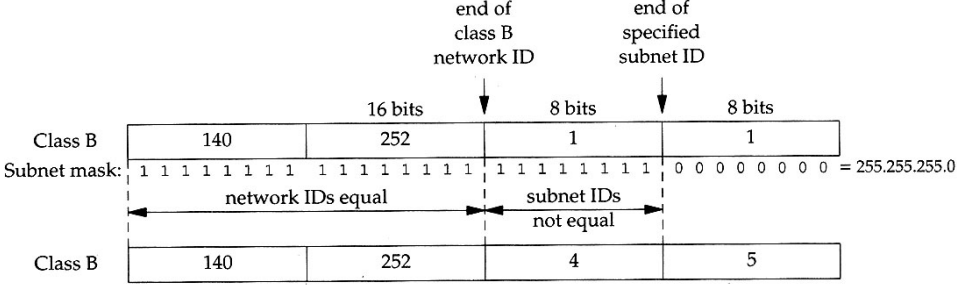 end of
class B
network ID
end of
specified
subnet ID
16 bits 8 bits 8 bits
Class B 140 252 1 1
Subnet mask: 1 1 1 1 1 1 1 1 1 1 1 1 1 1 1 1 1 1 1 1 1 1 1 1 0 0 0 0 0 0 0 0 = 255.255.255.0
network IDs equal subnet IDs
not equal
Class B 140 252 4 5